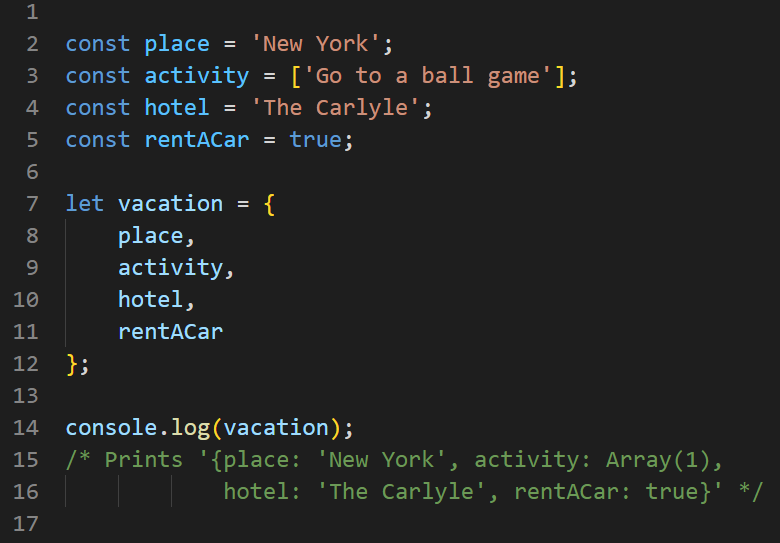 1
2 const place = 'New York';
3 const activity = ['Go to a ball game'];
4 const hotel = 'The Carlyle';
5 const rentACar = true;
6
7 let vacation = {
8     place,
9     activity,
10     hotel,
11     rentACar
12 };
13
14 console.log(vacation);
15 /* Prints '{place: 'New York', activity: Array(1),
16             hotel: 'The Carlyle', rentACar: true}' */
17